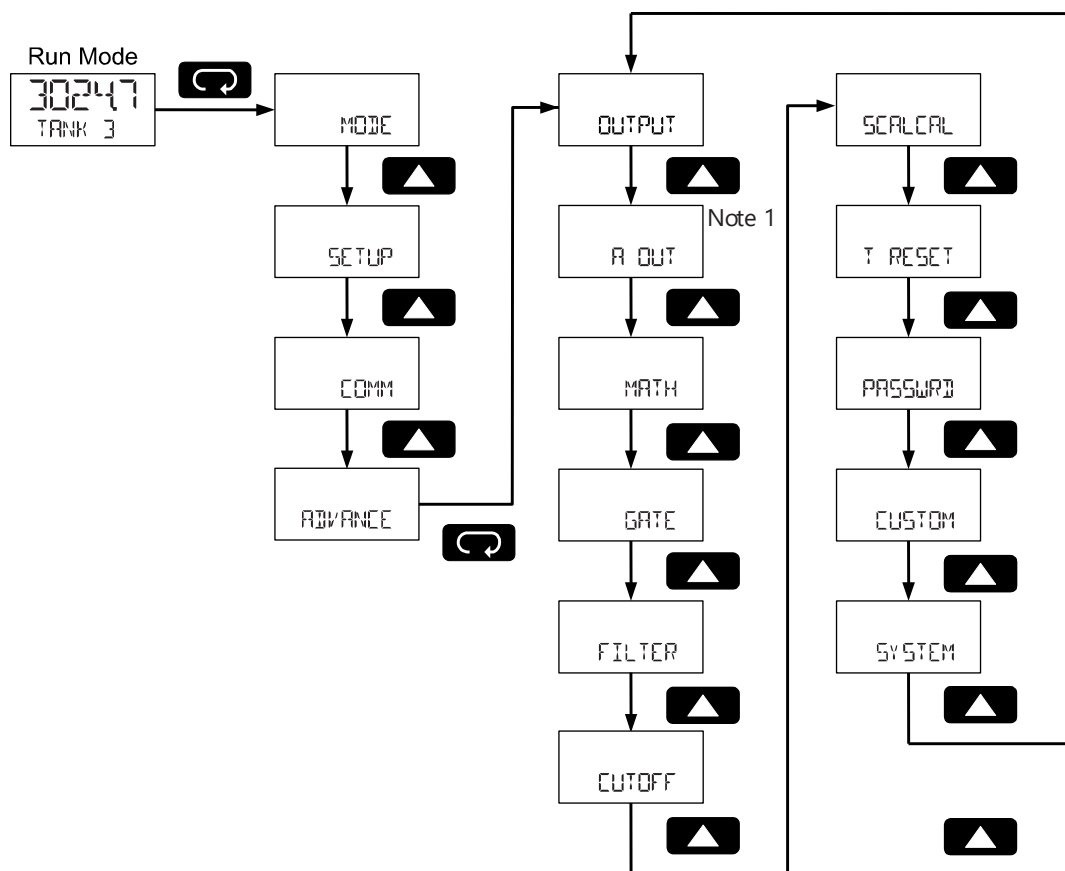 Run Mode
30247
TANK 3
MODE
SETUP
COMM
ADVANCE
OUTPUT
Note 1
A OUT
MATH
GATE
FILTER
CUTOFF
SCALCAL
T RESET
PASSWRD
CUSTOM
SYSTEM